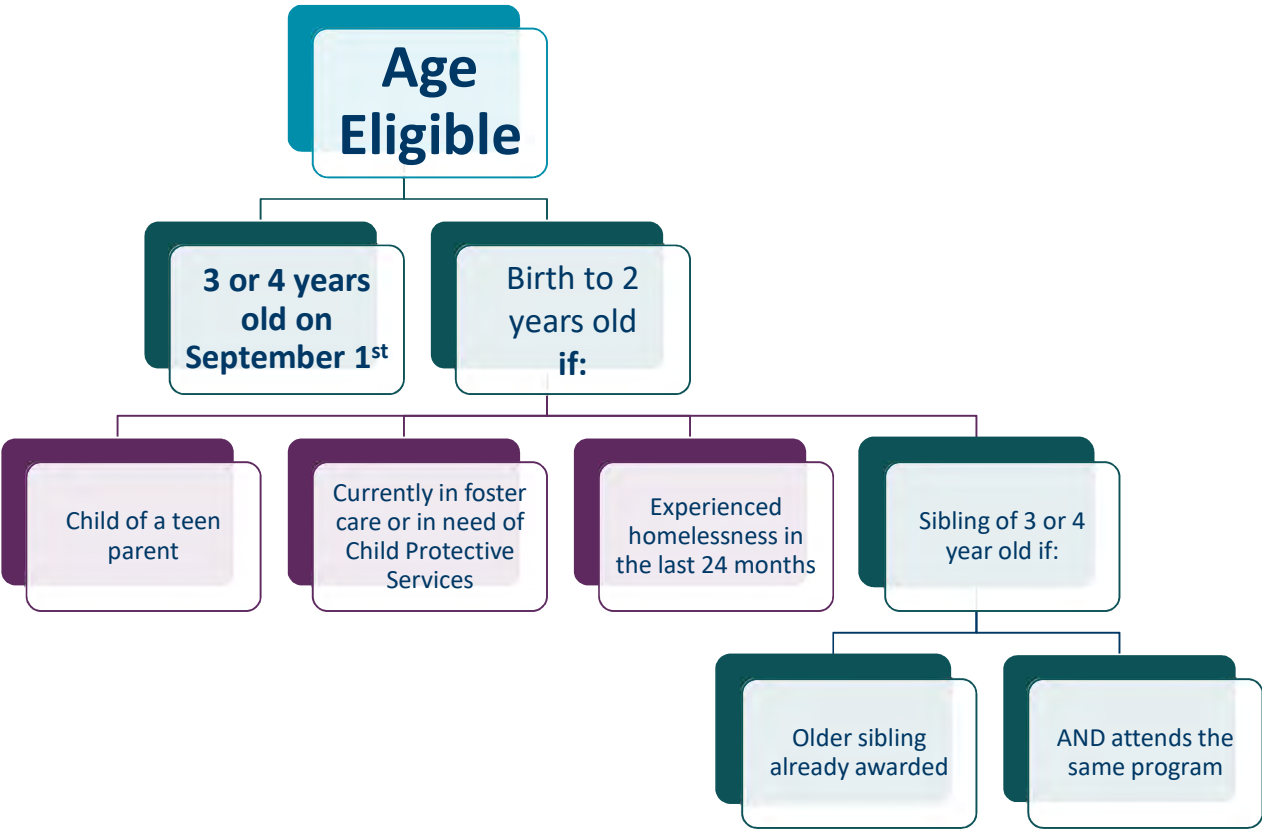 Age
Eligible
3 or 4 years
old on
September 1st
Birth to 2
years old
if:
Child of a teen
parent
Currently in foster
care or in need of
Child Protective
Services
Experienced
homelessness in
the last 24 months
Sibling of 3 or 4
year old if:
Older sibling
already awarded
AND attends the
same program